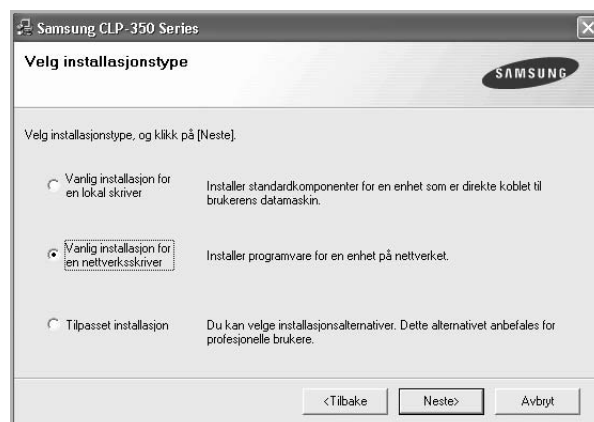 Samsung CLP-350 Series
Velg installasjonstype
SAMSUNG
Velg installasjonstype, og klikk på [Neste].
Vanlig installasjon for
en lokal skriver
Installer standardkomponenter for en enhet som er direkte koblet til
brukerens datamaskin.
Vanlig installasjon for
en nettverksskriver
Installer programvare for en enhet på nettverket.
Tilpasset installasjon
Du kan velge installasjonsalternativer. Dette alternativet anbefales for
profesjonelle brukere.
<Tilbake
Neste>
Avbryt